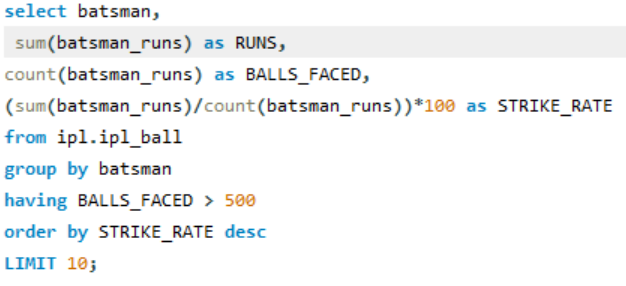 select batsman,
sum(batsman_runs) as RUNS,
count(batsman_runs) as BALLS_FACED,
(sum(batsman_runs)/count(batsman_runs))*100 as STRIKE_RATE
from ipl.ipl_ball
group by batsman
having BALLS_FACED > 500
order by STRIKE_RATE desc
LIMIT 10;